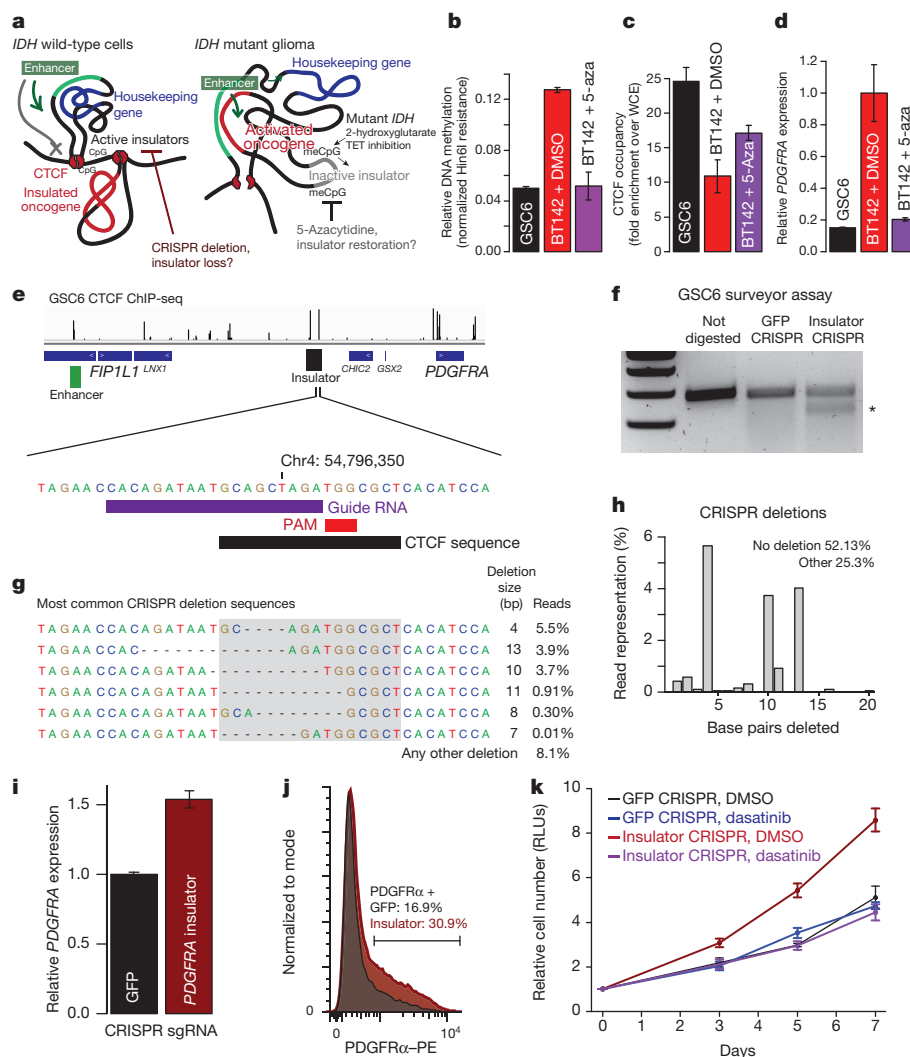 a
IDH wild-type cells
Enhancer
Housekeeping
gene
Active insulators
CpG
CpG
CTCF
Insulated
oncogene
CRISPR deletion,
insulator loss?
IDH mutant glioma
Enhancer
Housekeeping gene
Activated
oncogene
Mutant IDH
2-hydroxglutarate
TET inhibition
meCpG
Inactive insulator
meCpG
5-Azacytidine,
insulator restoration?
b
Relative DNA methylation
(normalized Hin6I resistance)
0.12
0.08
0.04
0.00
GSC6
BT142 + DMSO
BT142 + 5-aza
c
CTCF occupancy
(fold enrichment over WCE)
25
20
15
10
5
0
GSC6
BT142 + DMSO
BT142 + 5-Aza
d
Relative PDGFRA expression
1.2
1.0
0.8
0.6
0.4
0.2
0
GSC6
BT142 + DMSO
BT142 + 5-aza
e
GSC6 CTCF ChIP-seq
FIP1L1
LNX1
Insulator
CHIC2
GSX2
PDGFRA
Enhancer
Chr4: 54,796,350
TAGAACCACAGATAATGCAGCTAGATGGCGCTCACATCCA
Guide RNA
PAM
CTCF sequence
f
GSC6 surveyor assay
Not
digested
GFP
CRISPR
Insulator
CRISPR
*
g
Most common CRISPR deletion sequences
Deletion
size
(bp) Reads
TAGAACCACAGATAATGC----AGATGGCGCTCACATCCA 4 5.5%
TAGAACCAC-------------AGATGGCGCTCACATCCA 13 3.9%
TAGAACCACAGATAA----------TGGCGCTCACATCCA 10 3.7%
TAGAACCACAGATAAT-----------GCGCTCACATCCA 11 0.91%
TAGAACCACAGATAATGCA--------GCGCTCACATCCA 8 0.30%
TAGAACCACAGATAAT-------GATGGCGCTCACATCCA 7 0.01%
Any other deletion 8.1%
h
CRISPR deletions
No deletion 52.13%
Other 25.3%
Read representation (%)
6
4
2
0
5
10
15
20
Base pairs deleted
i
Relative PDGFRA expression
1.5
1.0
0.5
0.0
GFP
PDGFRA insulator
CRISPR sgRNA
j
Normalized to mode
PDGFRα +
GFP: 16.9%
Insulator: 30.9%
0
0
10⁴
PDGFRα–PE
k
Relative cell number (RLUs)
10
8
6
4
2
0
GFP CRISPR, DMSO
GFP CRISPR, dasatinib
Insulator CRISPR, DMSO
Insulator CRISPR, dasatinib
0 1 2 3 4 5 6 7
Days